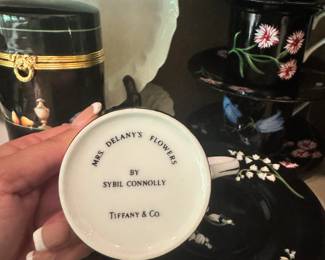 MRS DELANY'S FLOWERS
BY
SYBIL CONNOLLY
TIFFANY & CO.